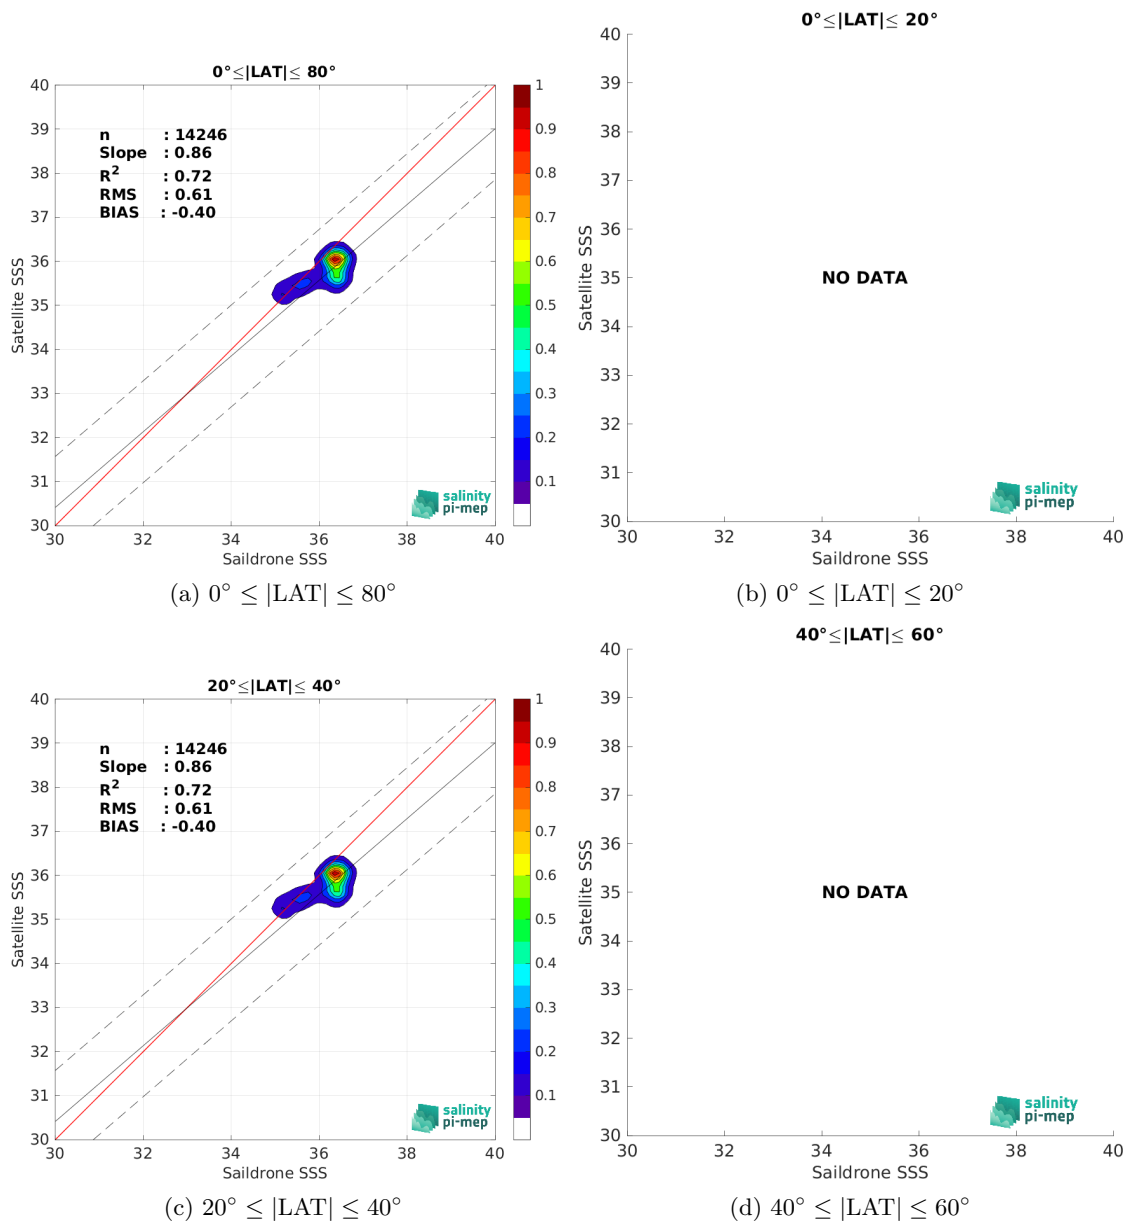 0°≤|LAT|≤ 80°
40
39
38
37
36
35
34
33
32
31
30
Satellite SSS
n : 14246
Slope : 0.86
R² : 0.72
RMS : 0.61
BIAS : -0.40
salinity
pi-mep
30 32 34 36 38 40
Saildrone SSS
1
0.9
0.8
0.7
0.6
0.5
0.4
0.3
0.2
0.1
(a) 0° ≤ |LAT| ≤ 80°
0°≤|LAT|≤ 20°
40
39
38
37
36
35
34
33
32
31
30
Satellite SSS
NO DATA
salinity
pi-mep
30 32 34 36 38 40
Saildrone SSS
(b) 0° ≤ |LAT| ≤ 20°
20°≤|LAT|≤ 40°
40
39
38
37
36
35
34
33
32
31
30
Satellite SSS
n : 14246
Slope : 0.86
R² : 0.72
RMS : 0.61
BIAS : -0.40
salinity
pi-mep
30 32 34 36 38 40
Saildrone SSS
1
0.9
0.8
0.7
0.6
0.5
0.4
0.3
0.2
0.1
(c) 20° ≤ |LAT| ≤ 40°
40°≤|LAT|≤ 60°
40
39
38
37
36
35
34
33
32
31
30
Satellite SSS
NO DATA
salinity
pi-mep
30 32 34 36 38 40
Saildrone SSS
(d) 40° ≤ |LAT| ≤ 60°